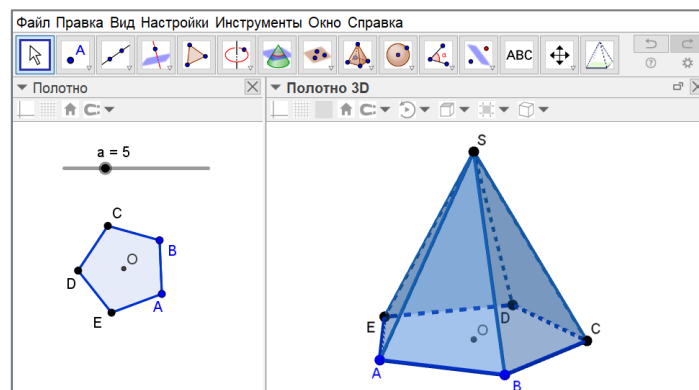 Файл Правка Вид Настройки Инструменты Окно Справка
A
ABC
Полотно
Полотно 3D
a = 5
C
B
O
D
A
E
S
E
D
O
C
A
B